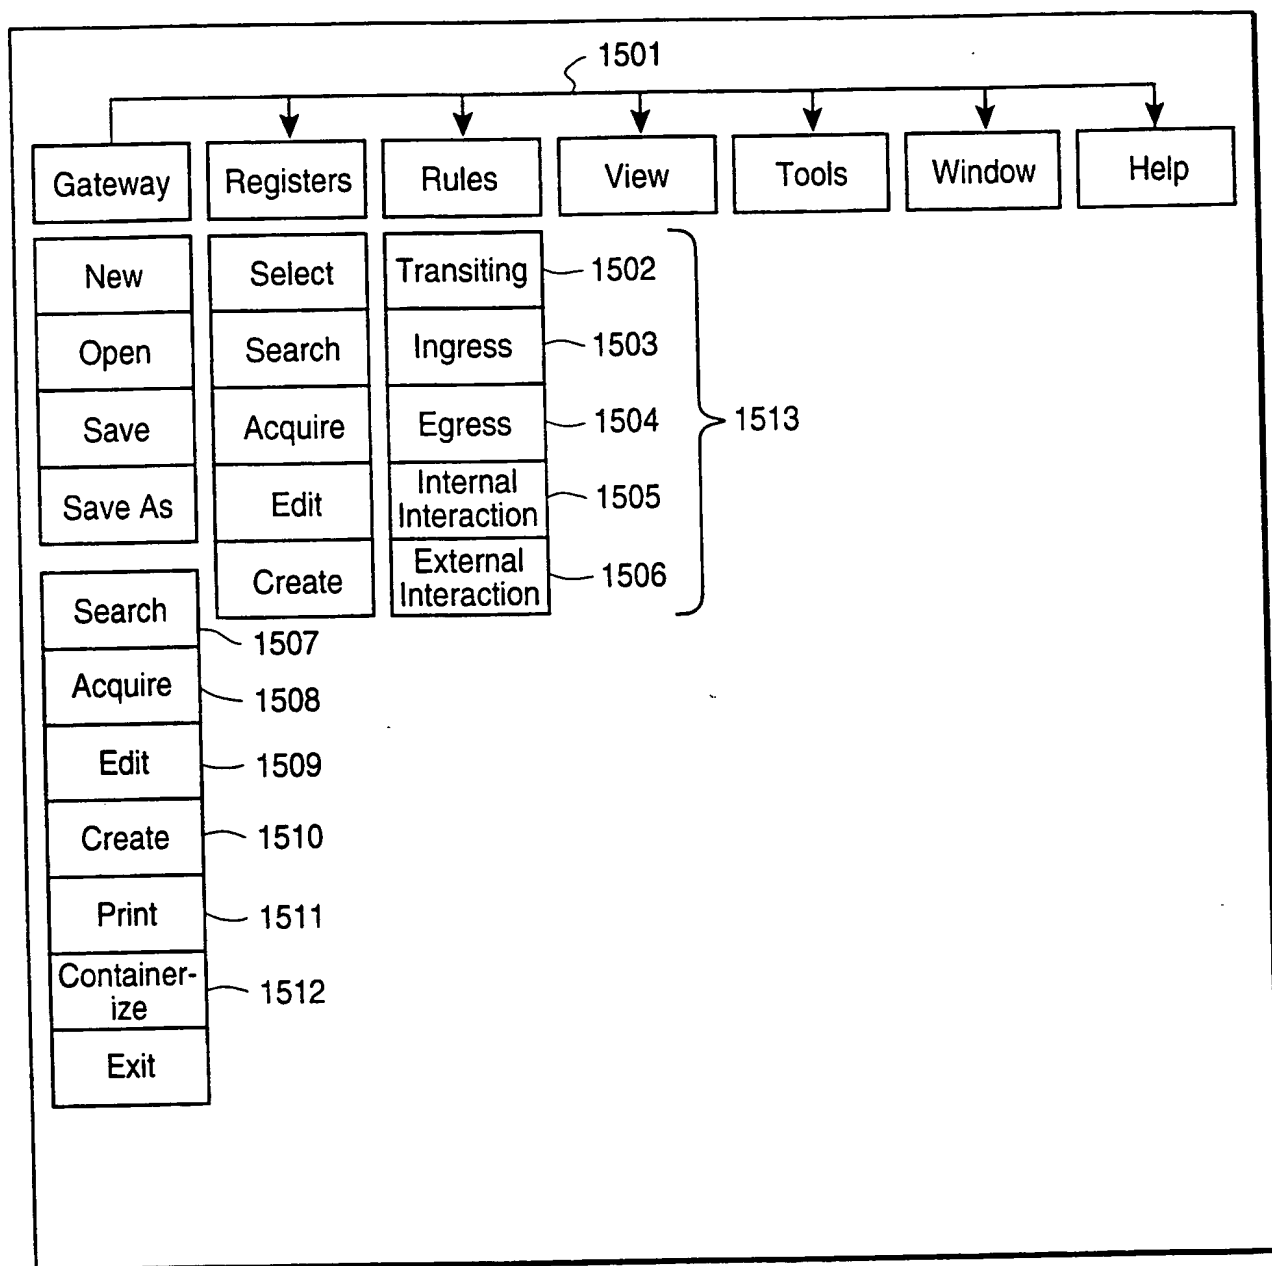 1501
Gateway
Registers
Rules
View
Tools
Window
Help
New
Open
Save
Save As
Search
1507
Acquire
1508
Edit
1509
Create
1510
Print
1511
Container-
ize
1512
Exit
Select
Search
Acquire
Edit
Create
Transiting
1502
Ingress
1503
Egress
1504
Internal
Interaction
1505
External
Interaction
1506
1513